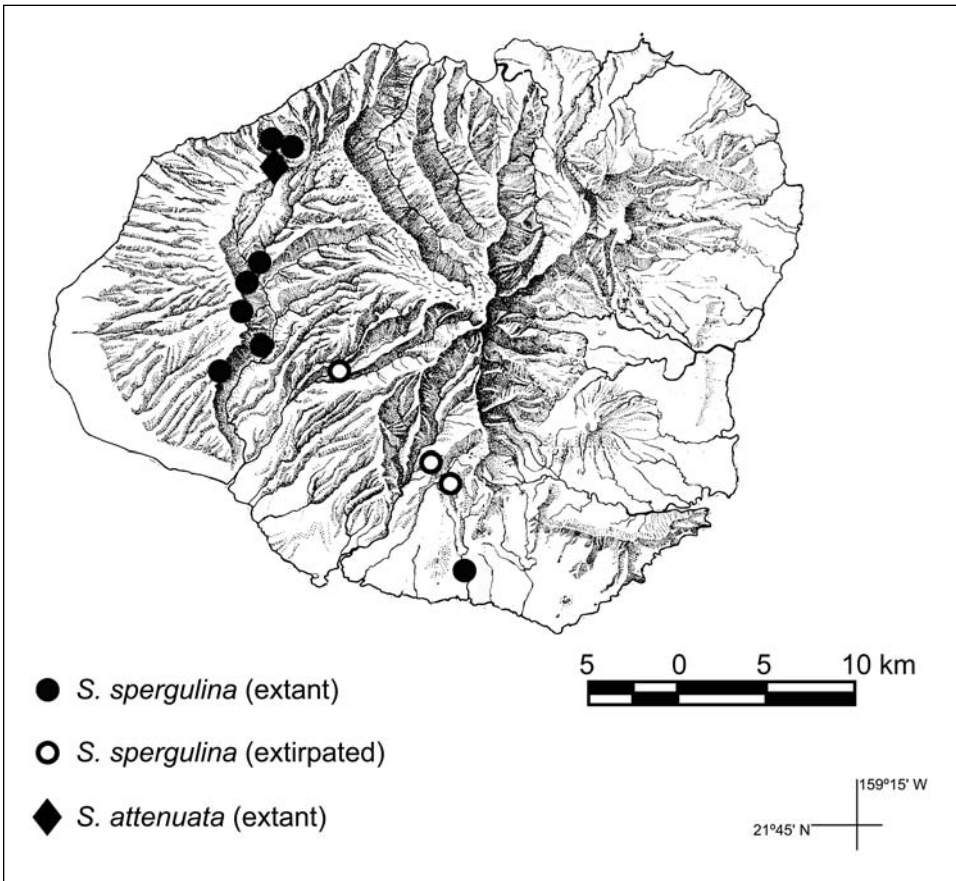 5 0 5 10 km
S. spergulina (extant)
S. spergulina (extirpated)
S. attenuata (extant)
159º15' W
21º45' N